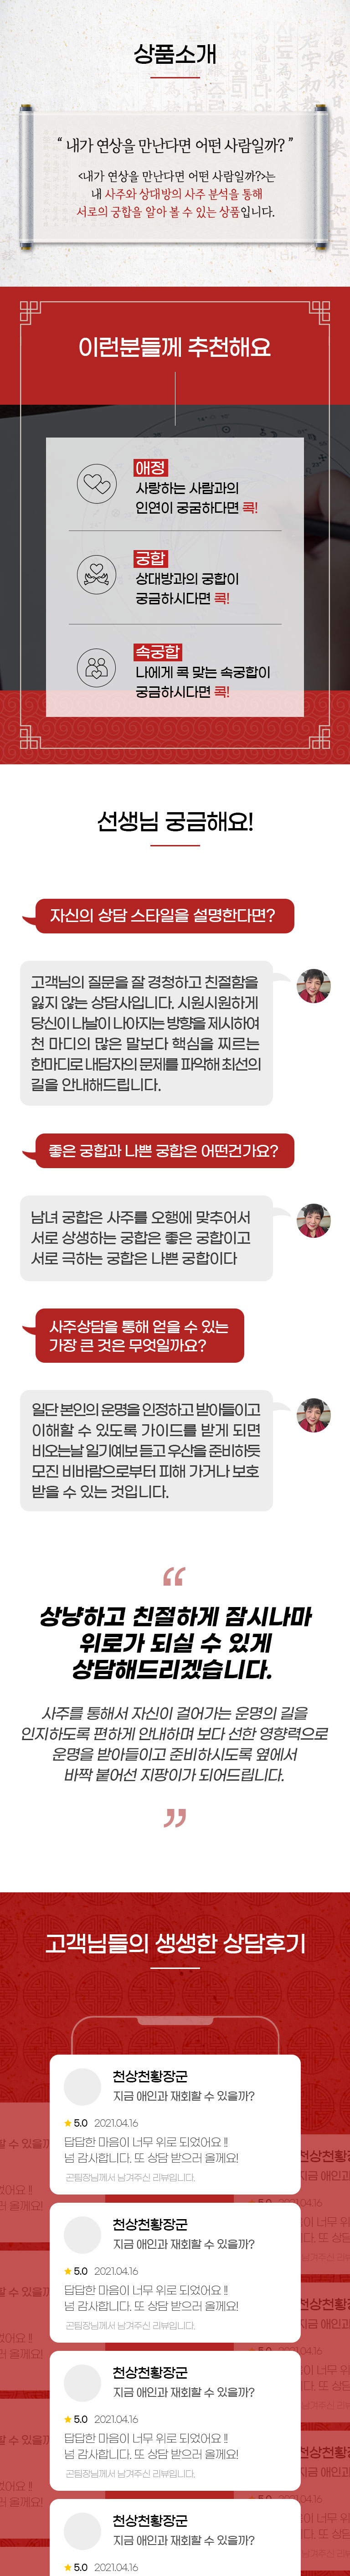 상품소개
“ 내가 연상을 만난다면 어떤 사람일까? ”
<내가 연상을 만난다면 어떤 사람일까?>는
내 사주와 상대방의 사주 분석을 통해
서로의 궁합을 알아 볼 수 있는 상품입니다.
이런분들께 추천해요
애정
사랑하는 사람과의
인연이 궁굼하다면 콕!
궁합
상대방과의 궁합이
궁금하시다면 콕!
속궁합
나에게 콕 맞는 속궁합이
궁금하시다면 콕!
선생님 궁금해요!
자신의 상담 스타일을 설명한다면?
고객님의 질문을 잘 경청하고 친절함을
잃지 않는 상담사입니다. 시원시원하게
당신이 나날이 나아지는 방향을 제시하여
천 마디의 많은 말보다 핵심을 찌르는
한마디로 내담자의 문제를 파악해 최선의
길을 안내해드립니다.
좋은 궁합과 나쁜 궁합은 어떤건가요?
남녀 궁합은 사주를 오행에 맞추어서
서로 상생하는 궁합은 좋은 궁합이고
서로 극하는 궁합은 나쁜 궁합이다
사주상담을 통해 얻을 수 있는
가장 큰 것은 무엇일까요?
일단 본인의 운명을 인정하고 받아들이고
이해할 수 있도록 가이드를 받게 되면
비오는날 일기예보 듣고 우산을 준비하듯
모진 비바람으로부터 피해 가거나 보호
받을 수 있는 것입니다.
“
상냥하고 친절하게 잠시나마
위로가 되실 수 있게
상담해드리겠습니다.
사주를 통해서 자신이 걸어가는 운명의 길을
인지하도록 편하게 안내하며 보다 선한 영향력으로
운명을 받아들이고 준비하시도록 옆에서
바짝 붙어선 지팡이가 되어드립니다.
”
고객님들의 생생한 상담후기
천상천황장군
지금 애인과 재회할 수 있을까?
★ 5.0 2021.04.16
답답한 마음이 너무 위로 되었어요 !!
넘 감사합니다. 또 상담 받으러 올께요!
곤팀장님께서 남겨주신 리뷰입니다.
천상천황장군
지금 애인과 재회할 수 있을까?
★ 5.0 2021.04.16
답답한 마음이 너무 위로 되었어요 !!
넘 감사합니다. 또 상담 받으러 올께요!
곤팀장님께서 남겨주신 리뷰입니다.
천상천황장군
지금 애인과 재회할 수 있을까?
★ 5.0 2021.04.16
답답한 마음이 너무 위로 되었어요 !!
넘 감사합니다. 또 상담 받으러 올께요!
곤팀장님께서 남겨주신 리뷰입니다.
천상천황장군
지금 애인과 재회할 수 있을까?
★ 5.0 2021.04.16